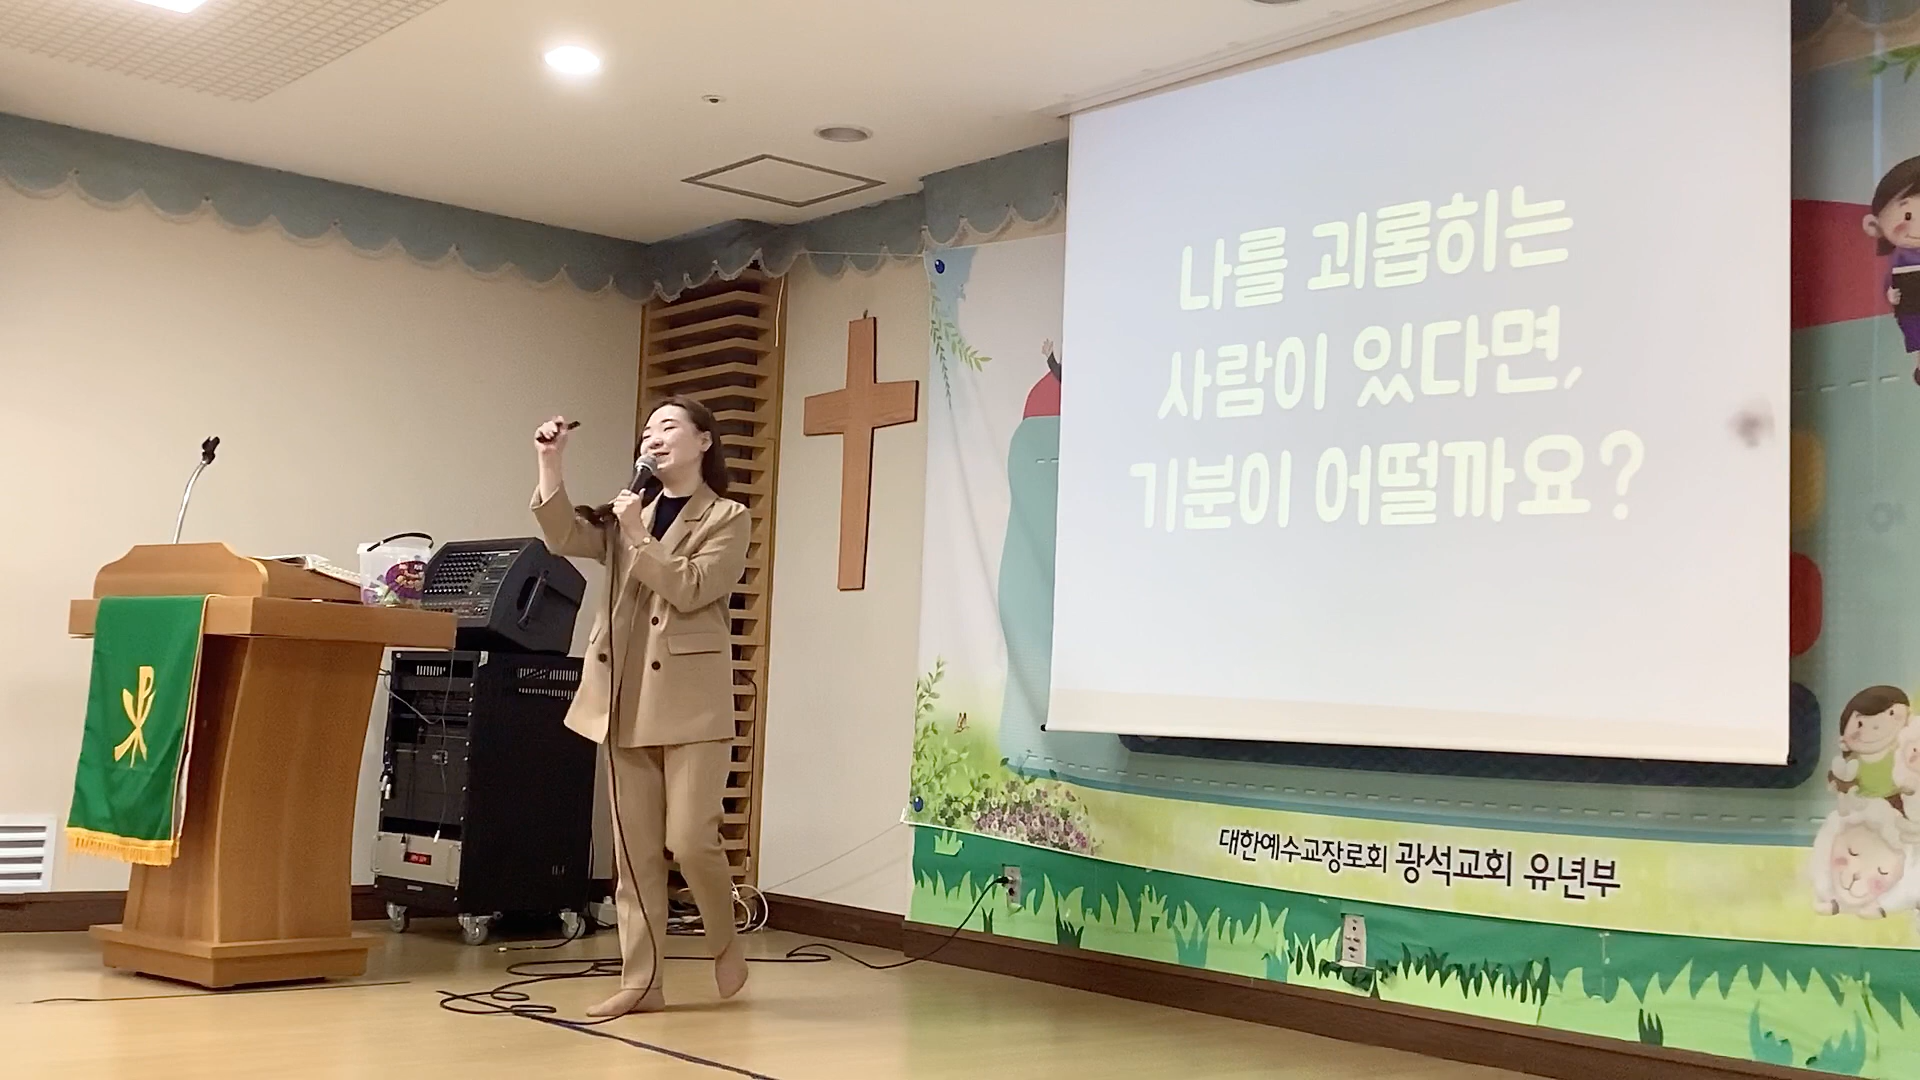 나를 괴롭히는
사람이 있다면,
기분이 어떨까요?
대한예수교장로회 광석교회 유년부